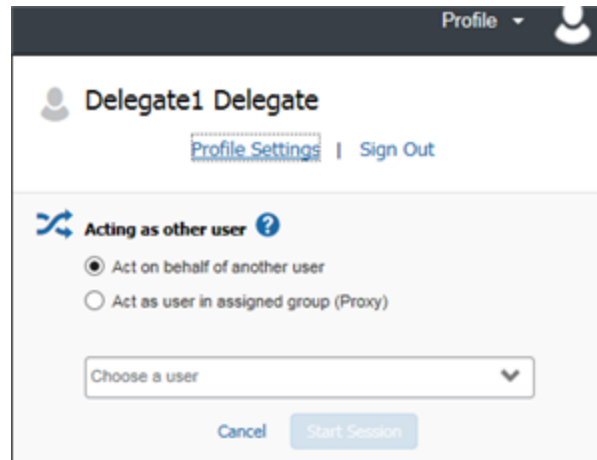 Profile
Delegate1 Delegate
Profile Settings | Sign Out
Acting as other user ?
Act on behalf of another user
Act as user in assigned group (Proxy)
Choose a user
Cancel Start Session